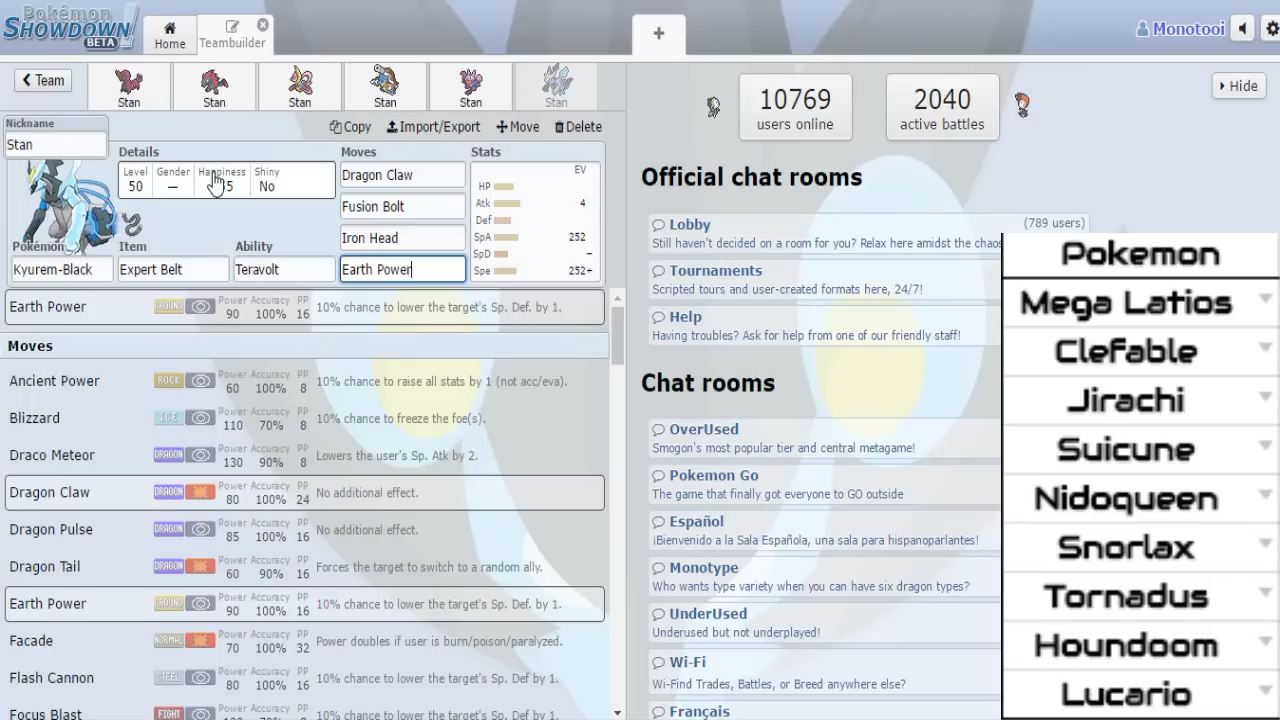 Pokémon
SHOWDOWN!
BETA
Home
Teambuilder
+
Monotooi
Team
Stan
Stan
Stan
Stan
Stan
Stan
Nickname
Stan
Copy
Import/Export
Move
Delete
Details
Level
50
Gender
—
Happiness
Shiny
No
Pokémon
Kyurem-Black
Item
Expert Belt
Ability
Teravolt
Moves
Dragon Claw
Fusion Bolt
Iron Head
Earth Power
Stats
EV
HP
Atk 4
Def
SpA 252
SpD –
Spe 252+
Earth Power GROUND Power 90 Accuracy 100% PP 16 10% chance to lower the target's Sp. Def. by 1.
Moves
Ancient Power ROCK Power 60 Accuracy 100% PP 8 10% chance to raise all stats by 1 (not acc/eva).
Blizzard ICE Power 110 Accuracy 70% PP 8 10% chance to freeze the foe(s).
Draco Meteor DRAGON Power 130 Accuracy 90% PP 8 Lowers the user's Sp. Atk by 2.
Dragon Claw DRAGON Power 80 Accuracy 100% PP 24 No additional effect.
Dragon Pulse DRAGON Power 85 Accuracy 100% PP 16 No additional effect.
Dragon Tail DRAGON Power 60 Accuracy 90% PP 16 Forces the target to switch to a random ally.
Earth Power GROUND Power 90 Accuracy 100% PP 16 10% chance to lower the target's Sp. Def. by 1.
Facade NORMAL Power 70 Accuracy 100% PP 32 Power doubles if user is burn/poison/paralyzed.
Flash Cannon STEEL Power 80 Accuracy 100% PP 16 10% chance to lower the target's Sp. Def. by 1.
Focus Blast FIGHT Power Accuracy PP 10% chance to lower the target's Sp. Def. by 1.
10769
users online
2040
active battles
Hide
Official chat rooms
Lobby (789 users)
Still haven't decided on a room for you? Relax here amidst the chaos
Tournaments
Scripted tours and user-created formats here, 24/7!
Help
Having troubles? Ask for help from one of our friendly staff!
Chat rooms
OverUsed
Smogon's most popular tier and central metagame!
Pokemon Go
The game that finally got everyone to GO outside
Español
¡Bienvenido a la Sala Española, una sala para hispanoparlantes!
Monotype
Who wants type variety when you can have six dragon types?
UnderUsed
Underused but not underplayed!
Wi-Fi
Wi-Find Trades, Battles, or Breed anywhere else?
Français
Pokemon
Mega Latios
Clefable
Jirachi
Suicune
Nidoqueen
Snorlax
Tornadus
Houndoom
Lucario